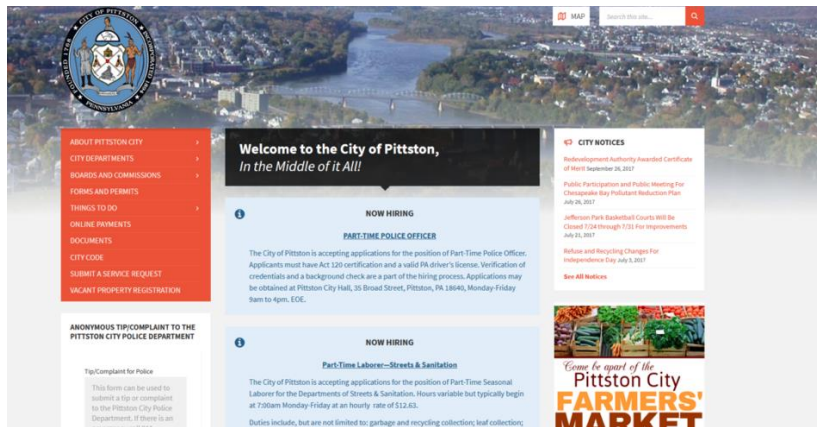 CITY OF PITTSTON
FOUNDED 1768
INCORPORATED 1894
PENNSYLVANIA
MAP
Search this site...
ABOUT PITTSTON CITY
CITY DEPARTMENTS
BOARDS AND COMMISSIONS
FORMS AND PERMITS
THINGS TO DO
ONLINE PAYMENTS
DOCUMENTS
CITY CODE
SUBMIT A SERVICE REQUEST
VACANT PROPERTY REGISTRATION
ANONYMOUS TIP/COMPLAINT TO THE
PITTSTON CITY POLICE DEPARTMENT
Tip/Complaint for Police
This form can be used to
submit a tip or complaint
to the Pittston City Police
Department. If there is an
Welcome to the City of Pittston,
In the Middle of it All!
NOW HIRING
PART-TIME POLICE OFFICER
The City of Pittston is accepting applications for the position of Part-Time Police Officer.
Applicants must have Act 120 certification and a valid PA driver's license. Verification of
credentials and a background check are a part of the hiring process. Applications may
be obtained at Pittston City Hall, 35 Broad Street, Pittston, PA 18640, Monday-Friday
9am to 4pm. EOE.
NOW HIRING
Part-Time Laborer—Streets & Sanitation
The City of Pittston is accepting applications for the position of Part-Time Seasonal
Laborer for the Departments of Streets & Sanitation. Hours variable but typically begin
at 7:00am Monday-Friday at an hourly rate of $12.63.
Duties include, but are not limited to: garbage and recycling collection; leaf collection;
CITY NOTICES
Redevelopment Authority Awarded Certificate
of Merit September 26, 2017
Public Participation and Public Meeting For
Chesapeake Bay Pollutant Reduction Plan
July 26, 2017
Jefferson Park Basketball Courts Will Be
Closed 7/24 through 7/31 For Improvements
July 21, 2017
Refuse and Recycling Changes For
Independence Day July 3, 2017
See All Notices
Come be apart of the
Pittston City
FARMERS'
MARKET